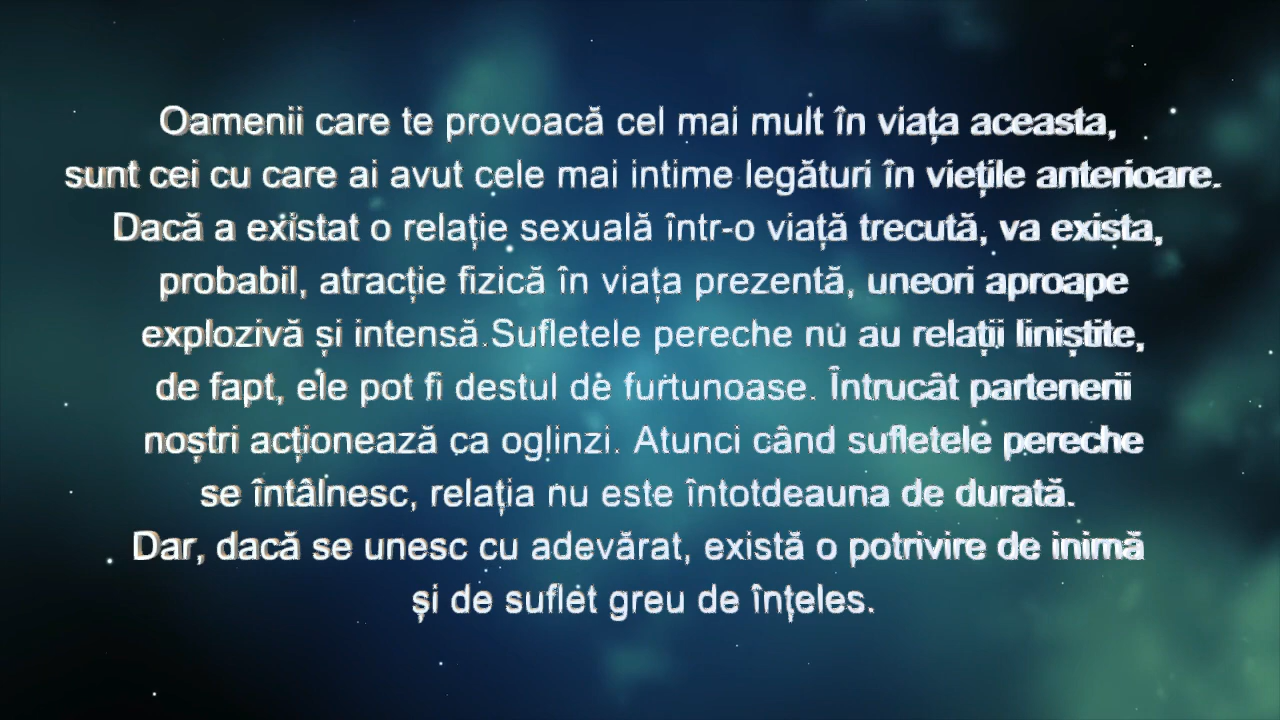 Oamenii care te provoacă cel mai mult în viața aceasta,
sunt cei cu care ai avut cele mai intime legături în viețile anterioare.
Dacă a existat o relație sexuală într-o viață trecută, va exista,
probabil, atracție fizică în viața prezentă, uneori aproape
explozivă și intensă.Sufletele pereche nu au relații liniștite,
de fapt, ele pot fi destul de furtunoase. Întrucât partenerii
noștri acționează ca oglinzi. Atunci când sufletele pereche
se întâlnesc, relația nu este întotdeauna de durată.
Dar, dacă se unesc cu adevărat, există o potrivire de inimă
și de suflet greu de înțeles.